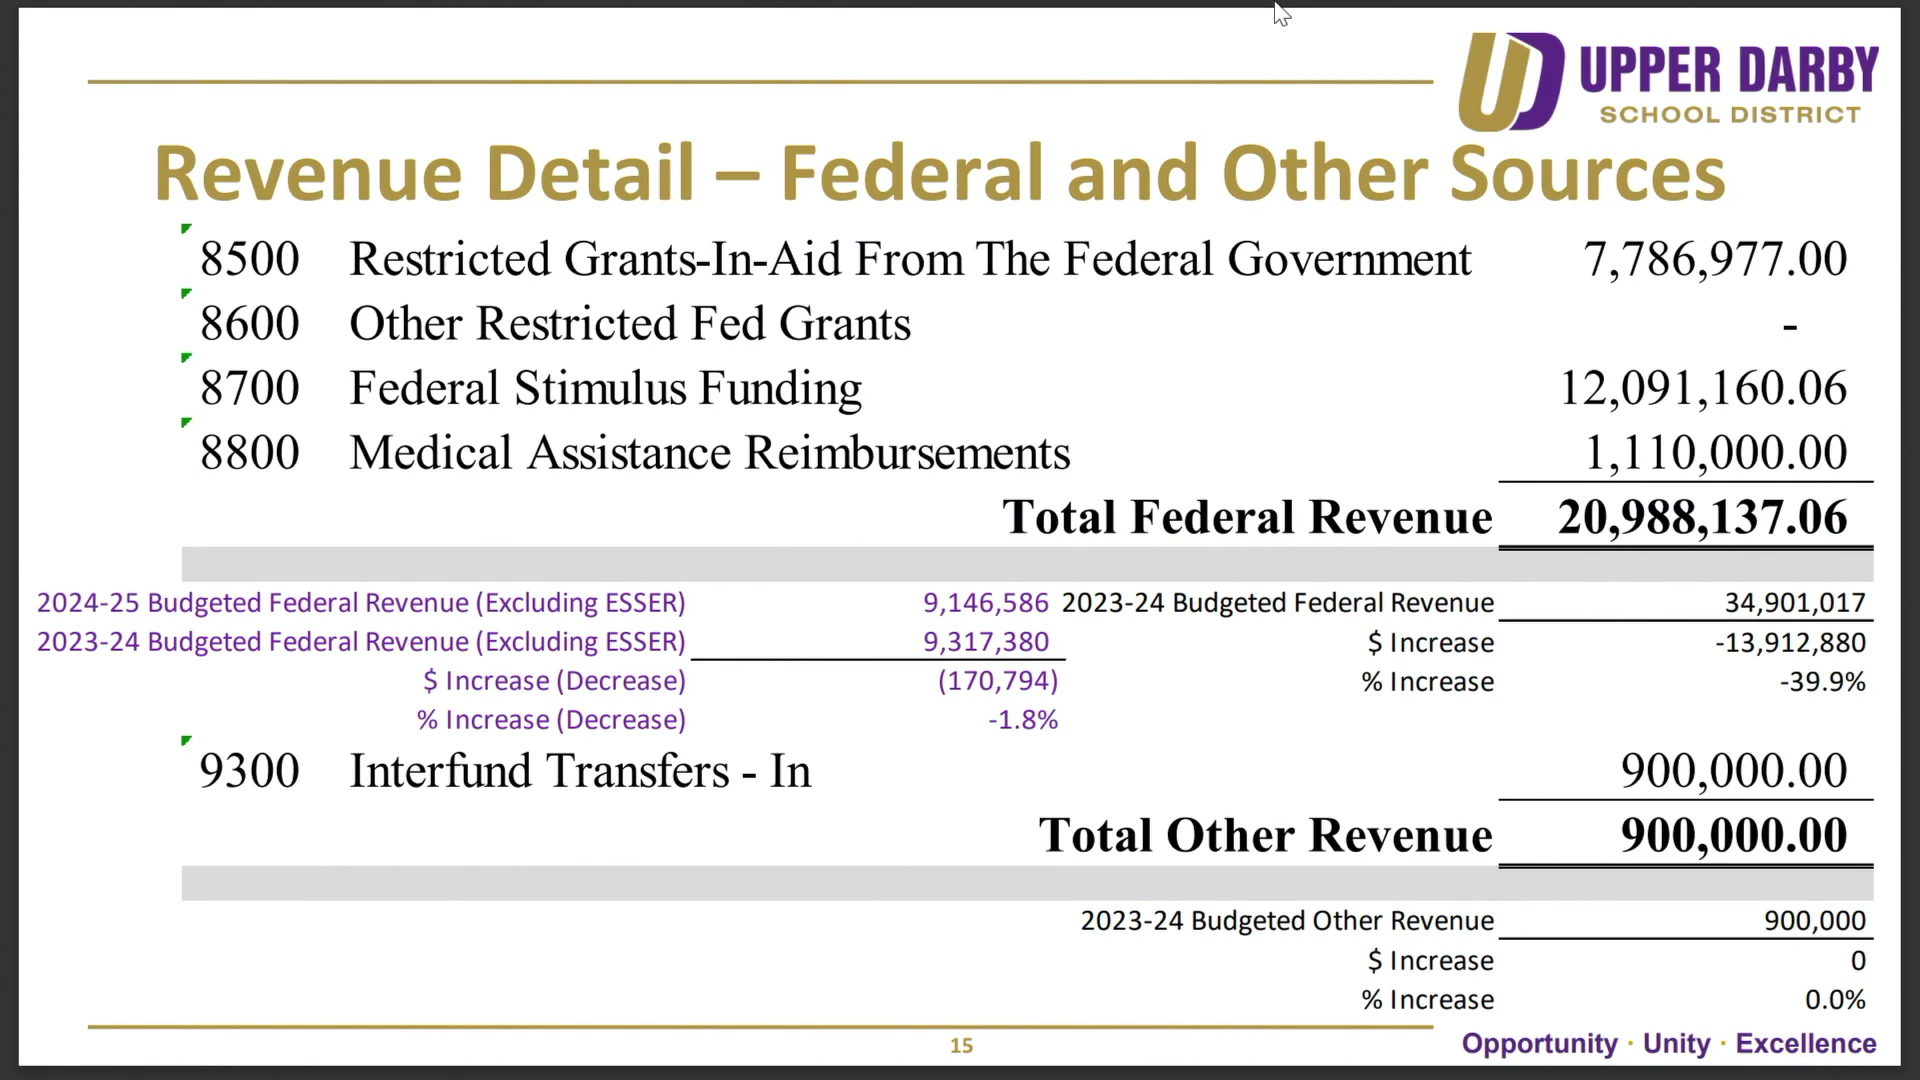 UPPER DARBY
SCHOOL DISTRICT
Revenue Detail – Federal and Other Sources
8500 Restricted Grants-In-Aid From The Federal Government 7,786,977.00
8600 Other Restricted Fed Grants -
8700 Federal Stimulus Funding 12,091,160.06
8800 Medical Assistance Reimbursements 1,110,000.00
Total Federal Revenue 20,988,137.06
2024-25 Budgeted Federal Revenue (Excluding ESSER) 9,146,586 2023-24 Budgeted Federal Revenue 34,901,017
2023-24 Budgeted Federal Revenue (Excluding ESSER) 9,317,380 $ Increase -13,912,880
$ Increase (Decrease) (170,794) % Increase -39.9%
% Increase (Decrease) -1.8%
9300 Interfund Transfers - In 900,000.00
Total Other Revenue 900,000.00
2023-24 Budgeted Other Revenue 900,000
$ Increase 0
% Increase 0.0%
15
Opportunity · Unity · Excellence